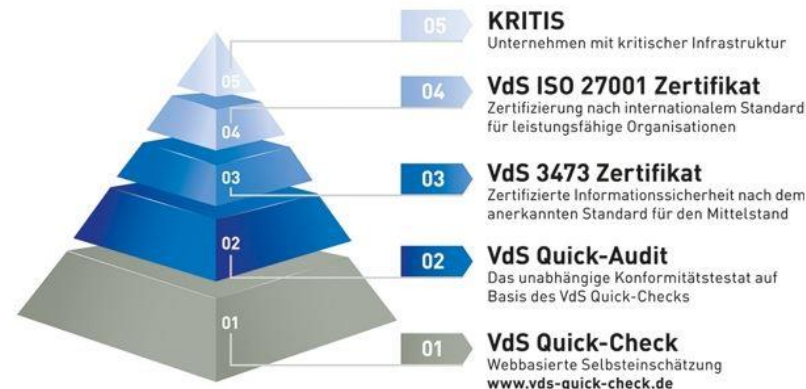 05
KRITIS
Unternehmen mit kritischer Infrastruktur
05
04
VdS ISO 27001 Zertifikat
Zertifizierung nach internationalem Standard
für leistungsfähige Organisationen
04
03
VdS 3473 Zertifikat
Zertifizierte Informationssicherheit nach dem
anerkannten Standard für den Mittelstand
03
02
VdS Quick-Audit
Das unabhängige Konformitätstestat auf
Basis des VdS Quick-Checks
02
01
VdS Quick-Check
Webbasierte Selbsteinschätzung
www.vds-quick-check.de
01